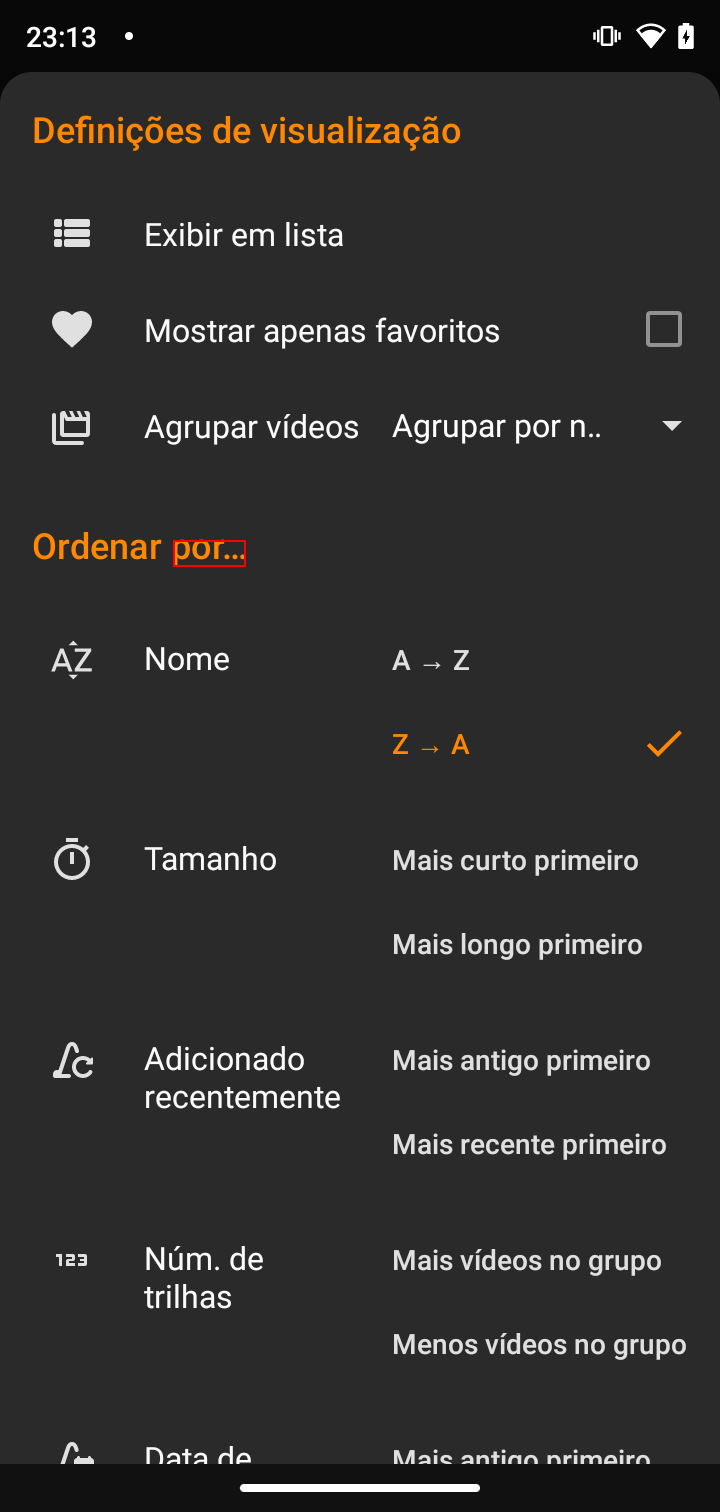 23:13
Definições de visualização
Exibir em lista
Mostrar apenas favoritos
Agrupar vídeos Agrupar por n..
Ordenar por...
AZ Nome A → Z
Z → A
Tamanho Mais curto primeiro
Mais longo primeiro
Adicionado Mais antigo primeiro
recentemente
Mais recente primeiro
123 Núm. de Mais vídeos no grupo
trilhas
Menos vídeos no grupo
Data de Mais antigo primeiro